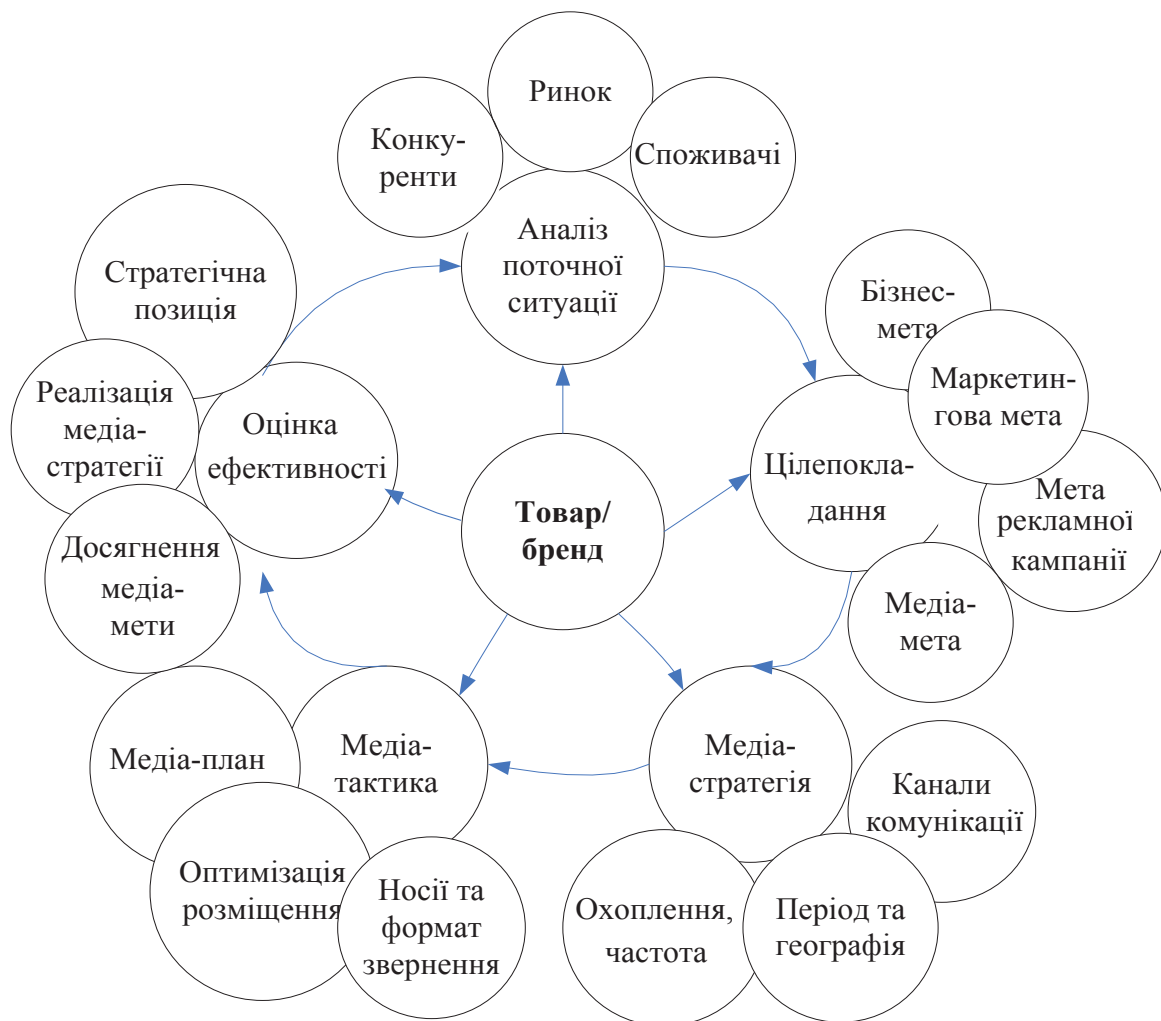 Ринок
Конку-
ренти
Споживачі
Аналіз
поточної
ситуації
Стратегічна
позиція
Бізнес-
мета
Реалізація
медіа-
стратегії
Маркетин-
гова мета
Оцінка
ефективності
Цілепокла-
дання
Мета
рекламної
кампанії
Товар/
бренд
Досягнення
медіа-
мети
Медіа-
мета
Медіа-план
Медіа-
тактика
Медіа-
стратегія
Канали
комунікації
Оптимізація
розміщення
Носії та
формат
звернення
Охоплення,
частота
Період та
географія